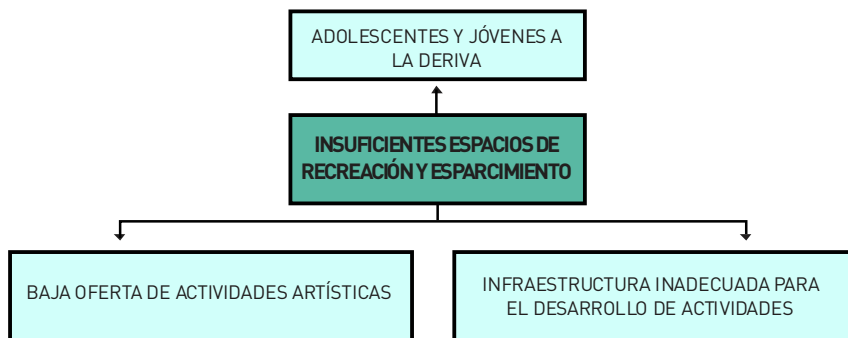 ADOLESCENTES Y JÓVENES A
LA DERIVA
INSUFICIENTES ESPACIOS DE
RECREACIÓN Y ESPARCIMIENTO
BAJA OFERTA DE ACTIVIDADES ARTÍSTICAS
INFRAESTRUCTURA INADECUADA PARA
EL DESARROLLO DE ACTIVIDADES